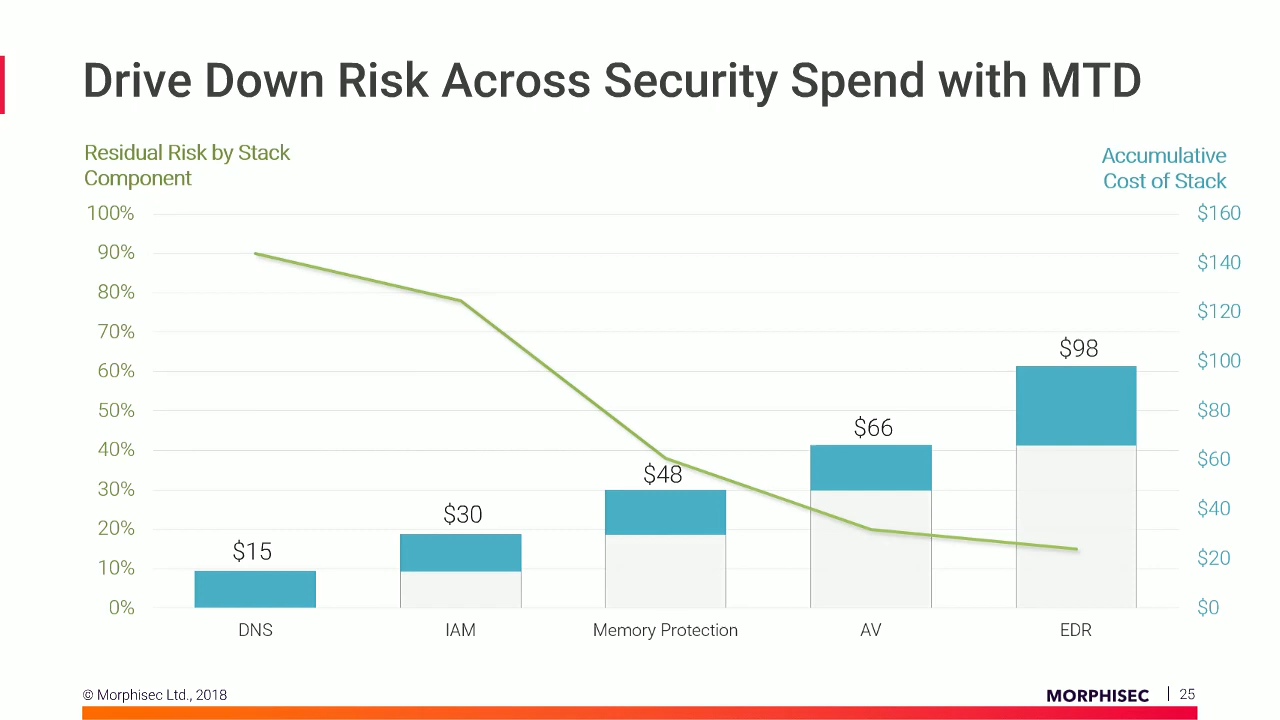 Drive Down Risk Across Security Spend with MTD
Residual Risk by Stack
Component
Accumulative
Cost of Stack
100%
90%
80%
70%
60%
50%
40%
30%
20%
10%
0%
$160
$140
$120
$100
$80
$60
$40
$20
$0
$15
$30
$48
$66
$98
DNS
IAM
Memory Protection
AV
EDR
© Morphisec Ltd., 2018
MORPHISEC
25